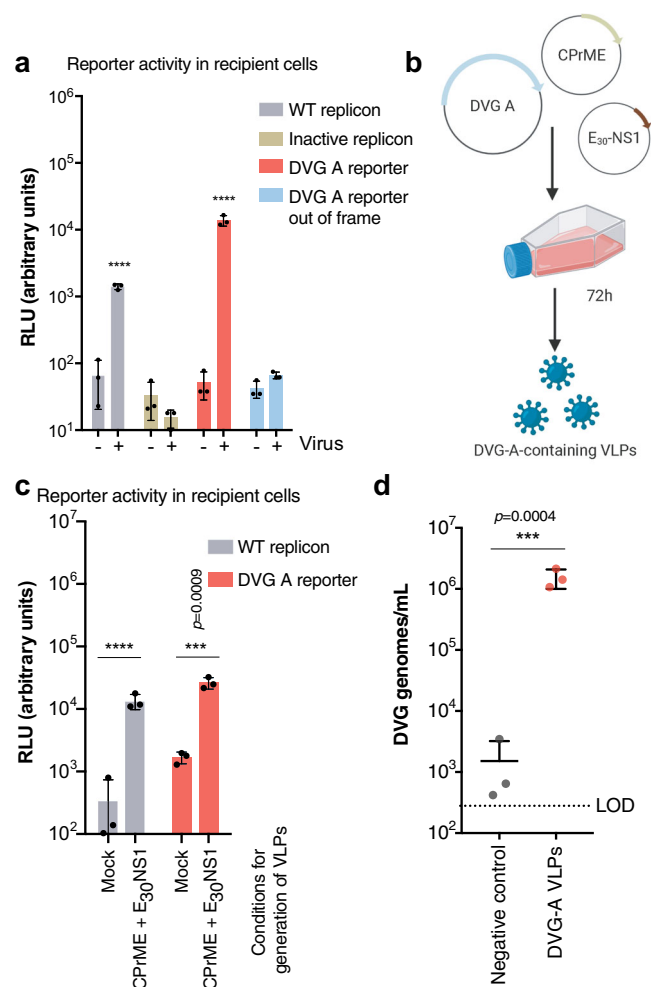 a
Reporter activity in recipient cells
RLU (arbitrary units)
10⁶
10⁵
10⁴
10³
10²
10¹
WT replicon
Inactive replicon
DVG A reporter
DVG A reporter
out of frame
****
****
- + - + - + - + Virus
b
CPrME
DVG A
E₃₀-NS1
72h
DVG-A-containing VLPs
c
Reporter activity in recipient cells
RLU (arbitrary units)
10⁷
10⁶
10⁵
10⁴
10³
10²
WT replicon
DVG A reporter
p=0.0009
****
***
Mock
CPrME + E₃₀NS1
Mock
CPrME + E₃₀NS1
Conditions for
generation of VLPs
d
p=0.0004
***
DVG genomes/mL
10⁷
10⁶
10⁵
10⁴
10³
10²
LOD
Negative control
DVG-A VLPs